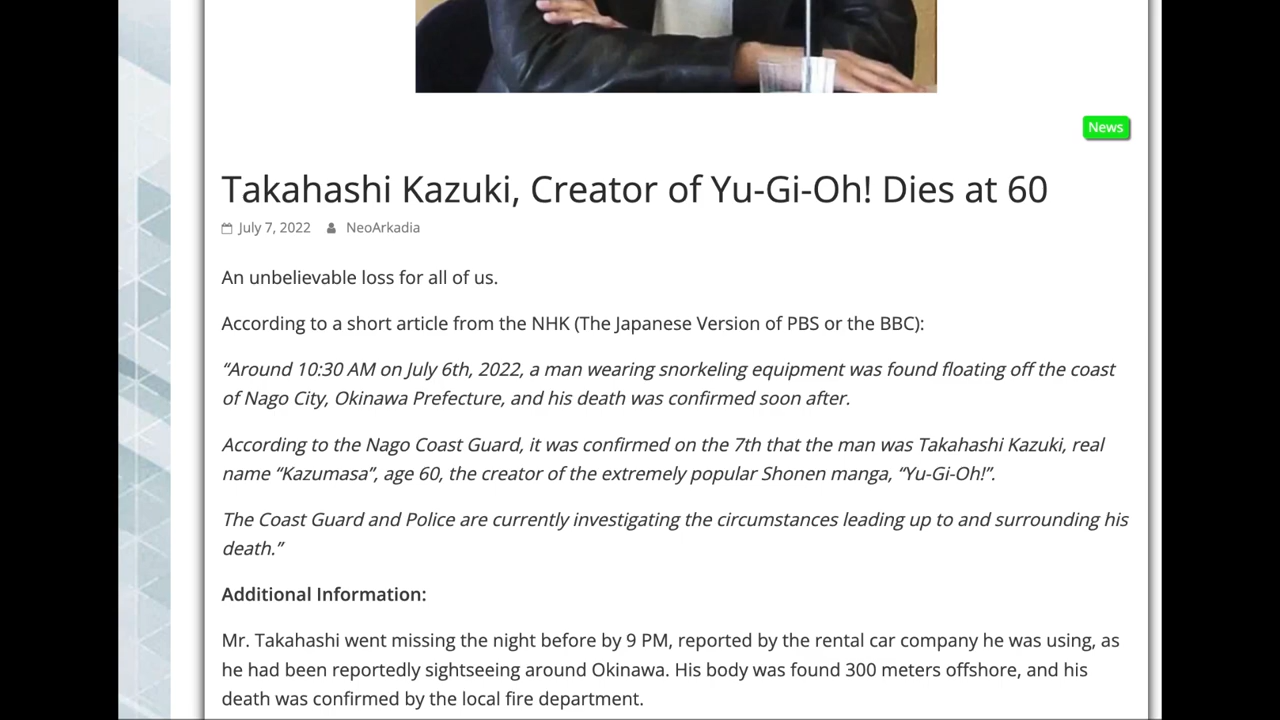 News
Takahashi Kazuki, Creator of Yu-Gi-Oh! Dies at 60
July 7, 2022 NeoArkadia
An unbelievable loss for all of us.
According to a short article from the NHK (The Japanese Version of PBS or the BBC):
“Around 10:30 AM on July 6th, 2022, a man wearing snorkeling equipment was found floating off the coast
of Nago City, Okinawa Prefecture, and his death was confirmed soon after.
According to the Nago Coast Guard, it was confirmed on the 7th that the man was Takahashi Kazuki, real
name “Kazumasa”, age 60, the creator of the extremely popular Shonen manga, “Yu-Gi-Oh!”.
The Coast Guard and Police are currently investigating the circumstances leading up to and surrounding his
death.”
Additional Information:
Mr. Takahashi went missing the night before by 9 PM, reported by the rental car company he was using, as
he had been reportedly sightseeing around Okinawa. His body was found 300 meters offshore, and his
death was confirmed by the local fire department.